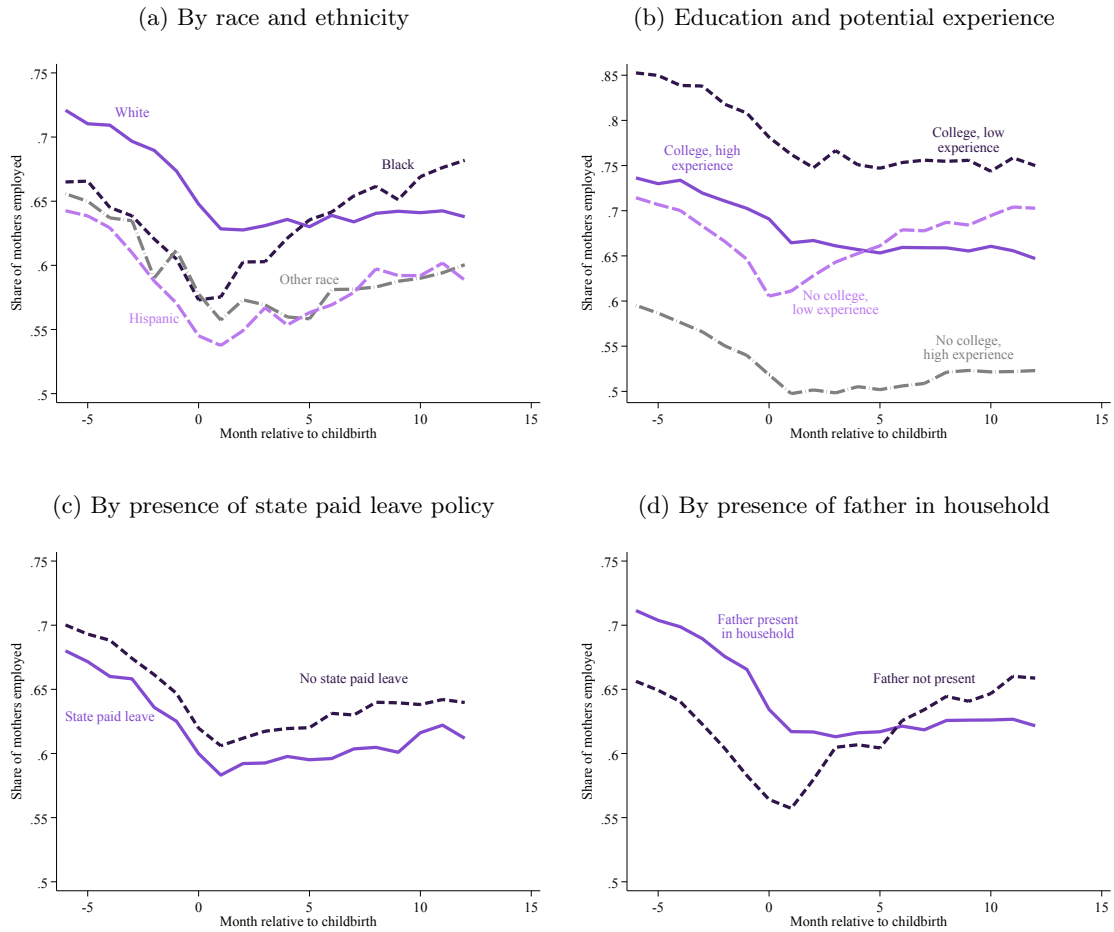 (a) By race and ethnicity
Share of mothers employed
.75
.7
.65
.6
.55
.5
White
Black
Other race
Hispanic
-5
0
5
10
15
Month relative to childbirth
(b) Education and potential experience
Share of mothers employed
.85
.8
.75
.7
.65
.6
.55
.5
College, low
experience
College, high
experience
No college,
low experience
No college,
high experience
-5
0
5
10
15
Month relative to childbirth
(c) By presence of state paid leave policy
Share of mothers employed
.75
.7
.65
.6
.55
.5
No state paid leave
State paid leave
-5
0
5
10
15
Month relative to childbirth
(d) By presence of father in household
Share of mothers employed
.75
.7
.65
.6
.55
.5
Father present
in household
Father not present
-5
0
5
10
15
Month relative to childbirth